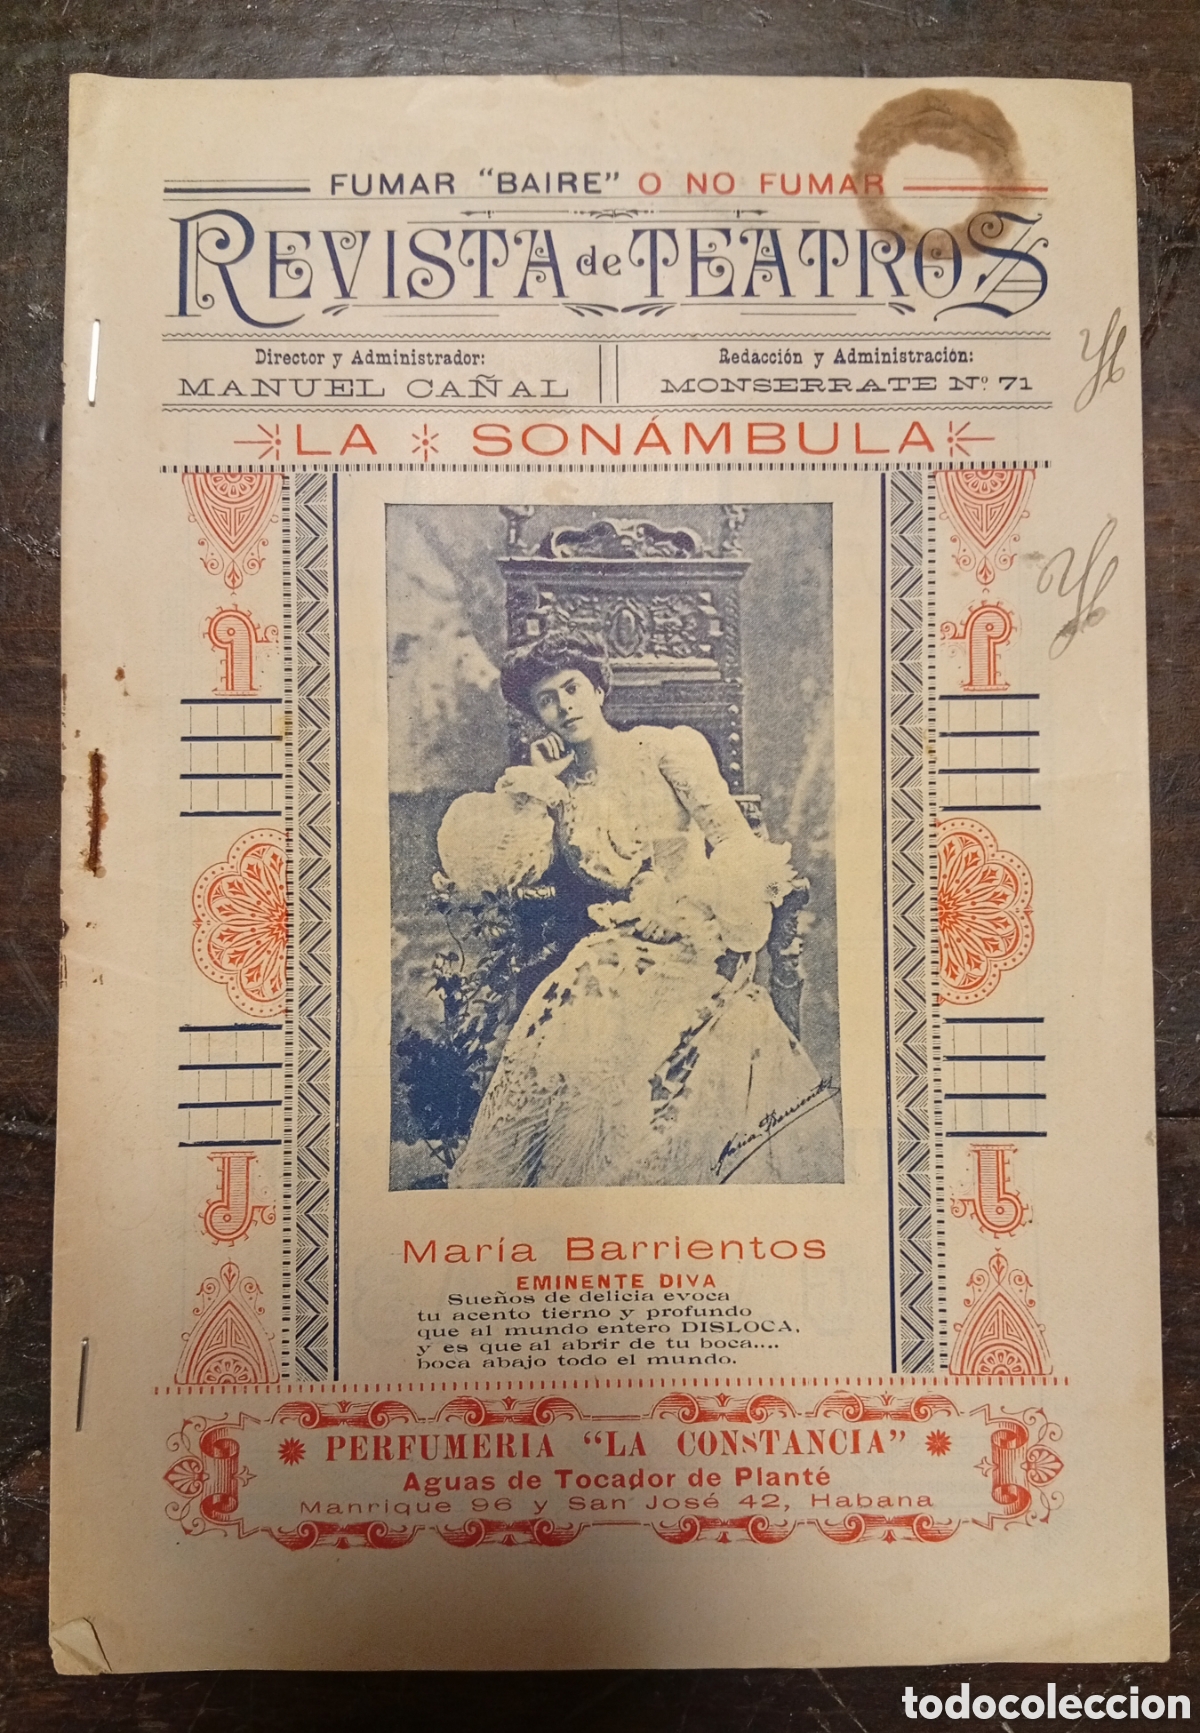 FUMAR "BAIRE" O NO FUMAR
REVISTA de TEATROS
Director y Administrador:
MANUEL CAÑAL
Redacción y Administración:
MONSERRATE Nº 71
LA SONÁMBULA
María Barrientos
María Barrientos
EMINENTE DIVA
Sueños de delicia evoca
tu acento tierno y profundo
que al mundo entero DISLOCA,
y es que al abrir de tu boca....
boca abajo todo el mundo.
PERFUMERIA "LA CONSTANCIA"
Aguas de Tocador de Planté
Manrique 96 y San José 42, Habana
todocoleccion